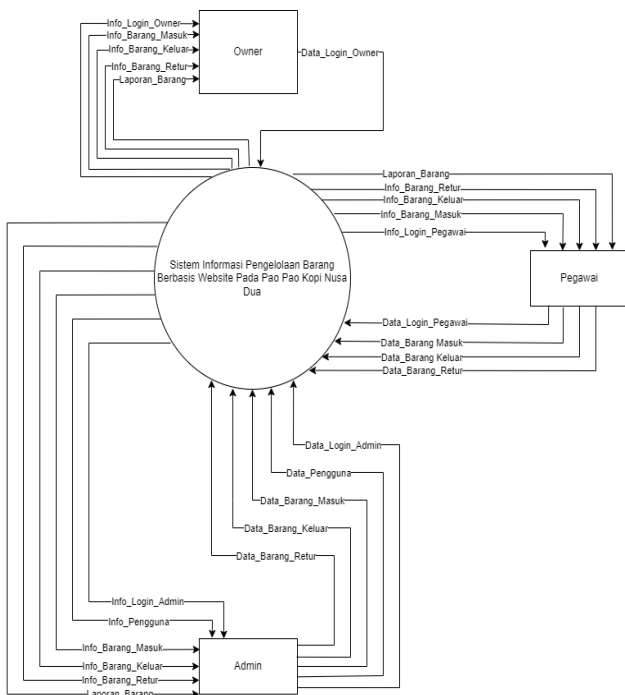 Info_Login_Owner
Info_Barang_Masuk
Info_Barang_Keluar
Info_Barang_Retur
Laporan_Barang
Owner
Data_Login_Owner
Laporan_Barang
Info_Barang_Retur
Info_Barang_Keluar
Info_Barang_Masuk
Info_Login_Pegawai
Sistem Informasi Pengelolaan Barang
Berbasis Website Pada Pao Pao Kopi Nusa
Dua
Pegawai
Data_Login_Pegawai
Data_Barang Masuk
Data_Barang Keluar
Data_Barang_Retur
Data_Login_Admin
Data_Pengguna
Data_Barang_Masuk
Data_Barang_Keluar
Data_Barang_Retur
Info_Login_Admin
Info_Pengguna
Info_Barang_Masuk
Info_Barang_Keluar
Info_Barang_Retur
Laporan_Barang
Admin